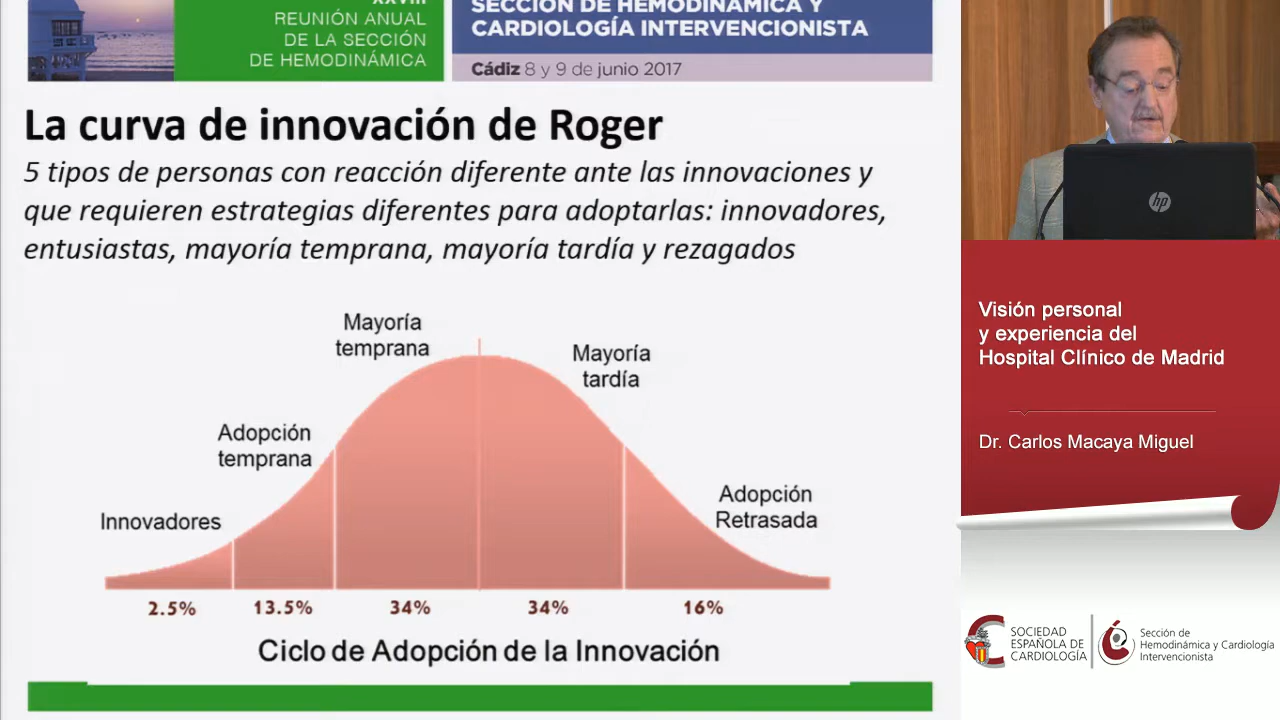 XXVIII
REUNIÓN ANUAL
DE LA SECCIÓN
DE HEMODINÁMICA
SECCIÓN DE HEMODINÁMICA Y
CARDIOLOGÍA INTERVENCIONISTA
Cádiz 8 y 9 de junio 2017
La curva de innovación de Roger
5 tipos de personas con reacción diferente ante las innovaciones y
que requieren estrategias diferentes para adoptarlas: innovadores,
entusiastas, mayoría temprana, mayoría tardía y rezagados
Mayoría
temprana
Mayoría
tardía
Adopción
temprana
Adopción
Retrasada
Innovadores
2.5% 13.5% 34% 34% 16%
Ciclo de Adopción de la Innovación
hp
Visión personal
y experiencia del
Hospital Clínico de Madrid
Dr. Carlos Macaya Miguel
SOCIEDAD
ESPAÑOLA DE
CARDIOLOGÍA
Sección de
Hemodinámica y Cardiología
Intervencionista